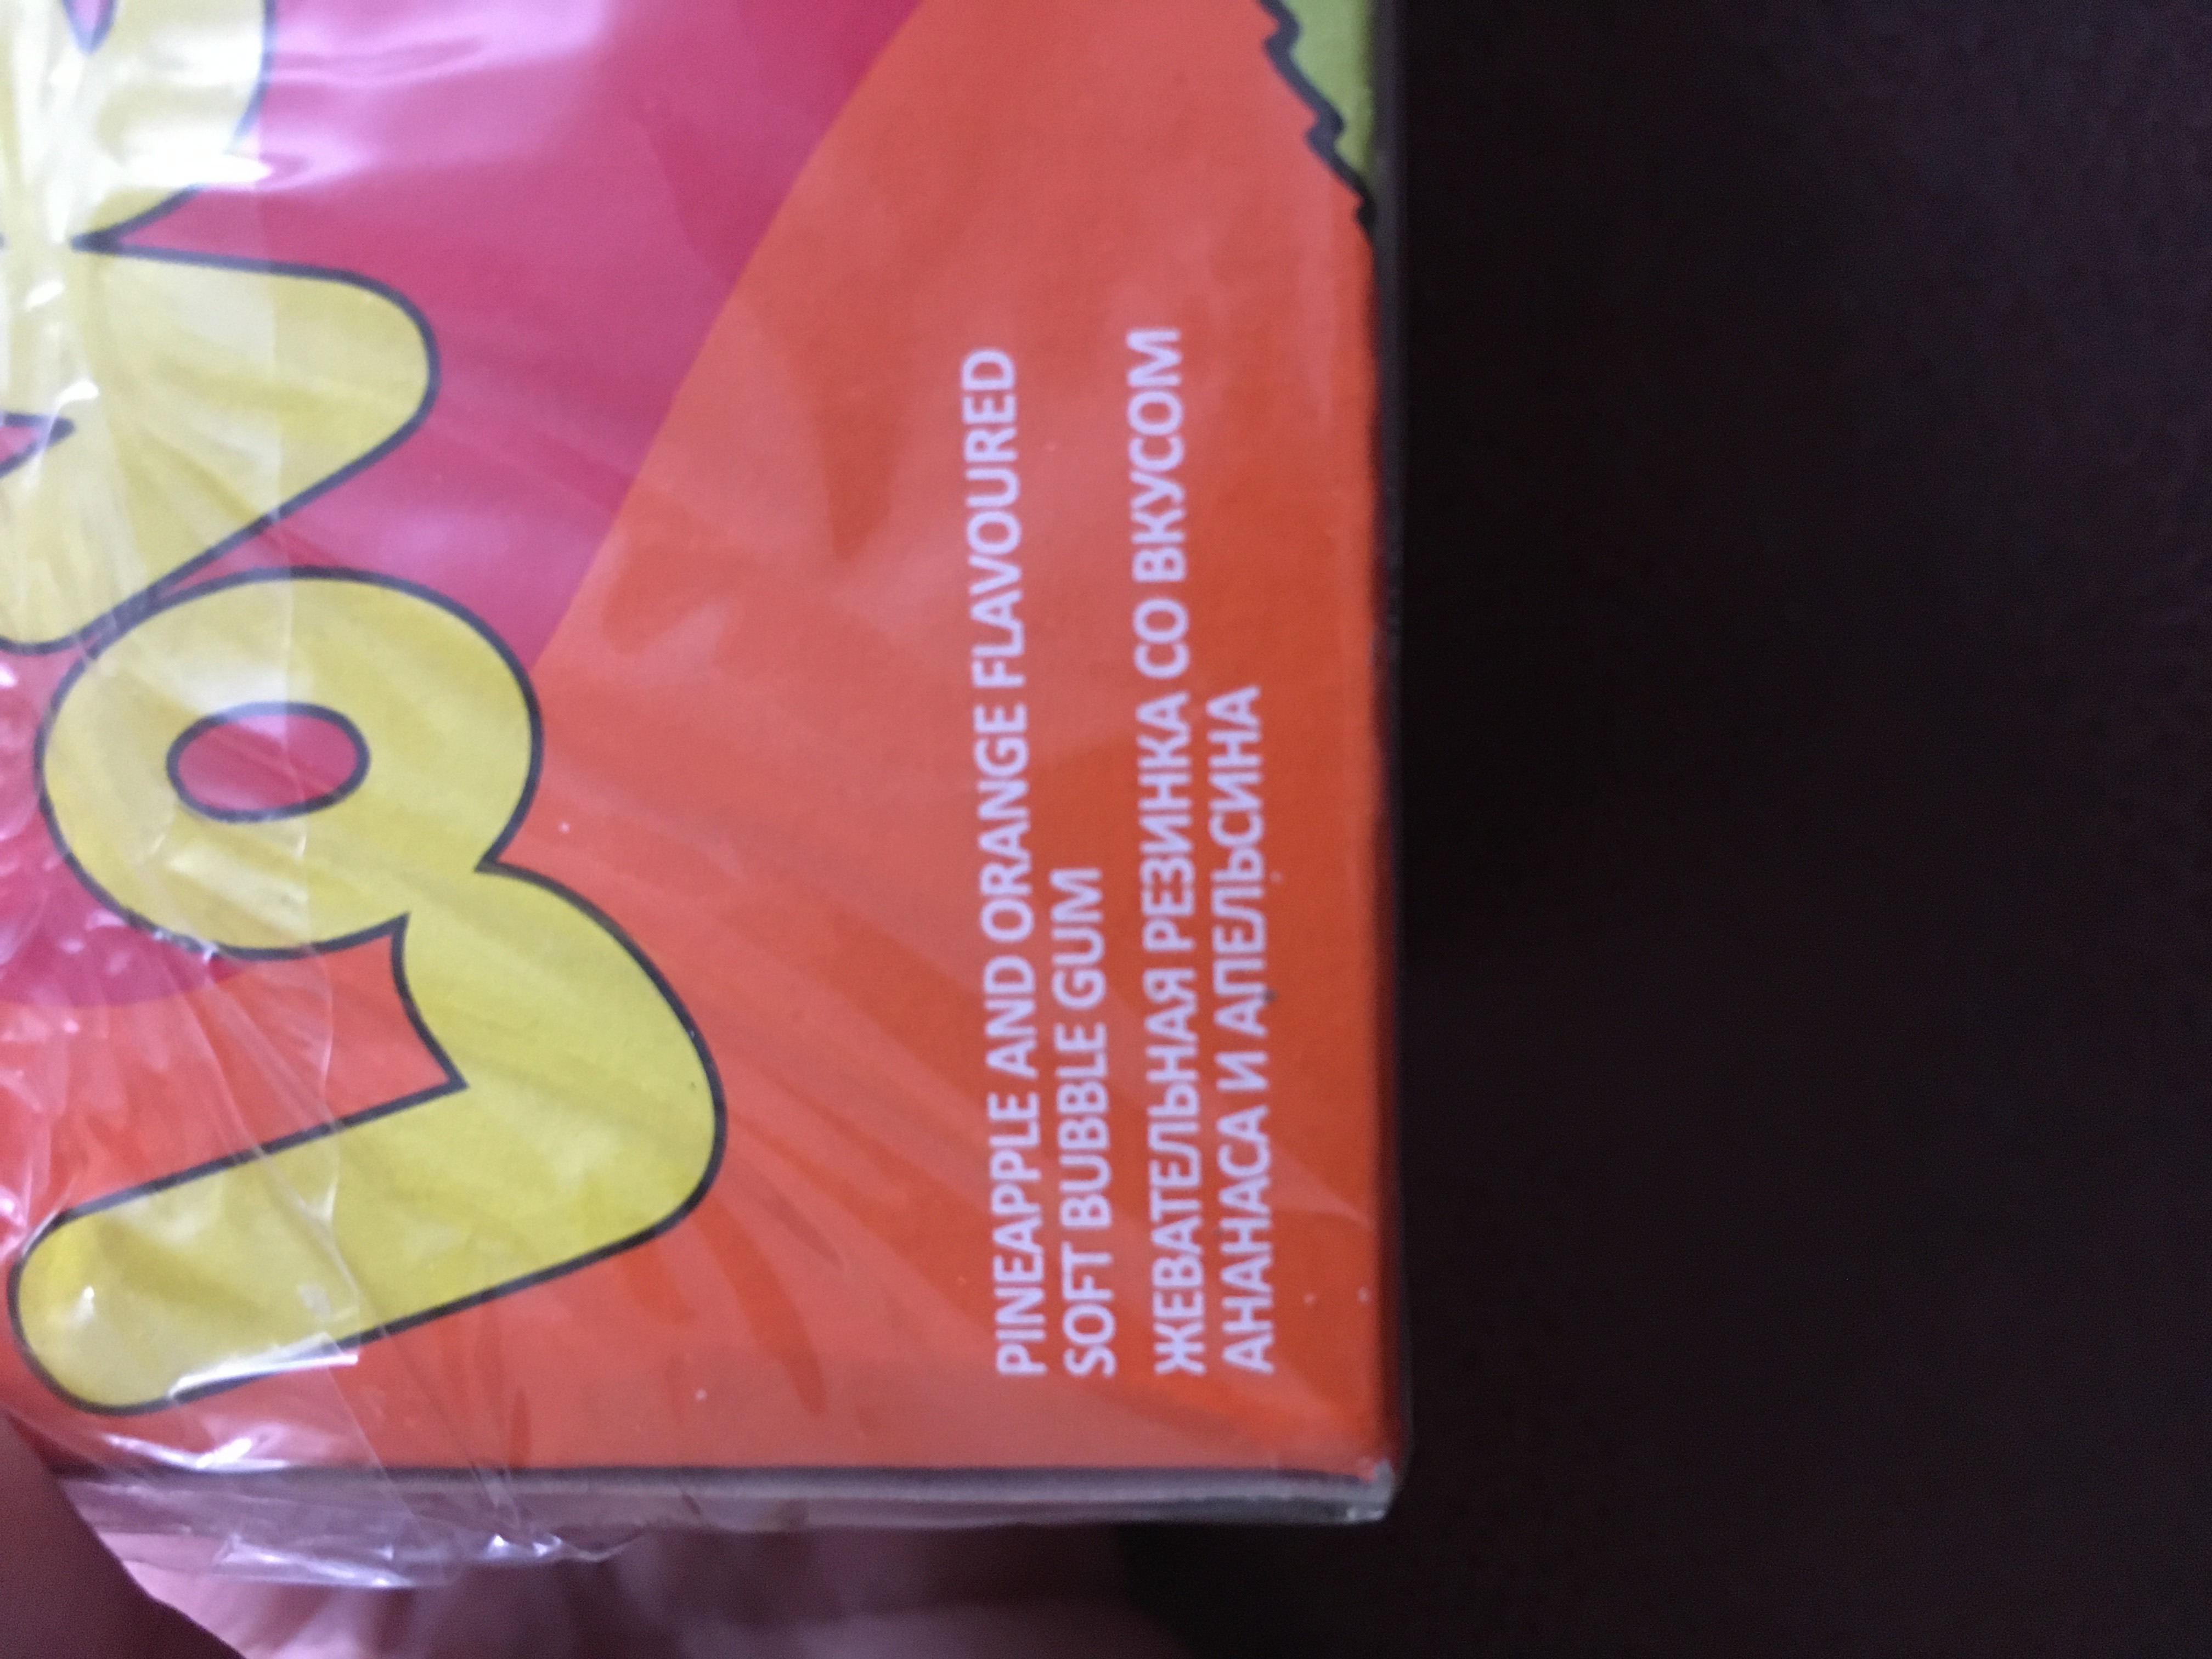 PINEAPPLE AND ORANGE FLAVOURED
SOFT BUBBLE GUM
ЖЕВАТЕЛЬНАЯ РЕЗИНКА СО ВКУСОМ
АНАНАСА И АПЕЛЬСИНА